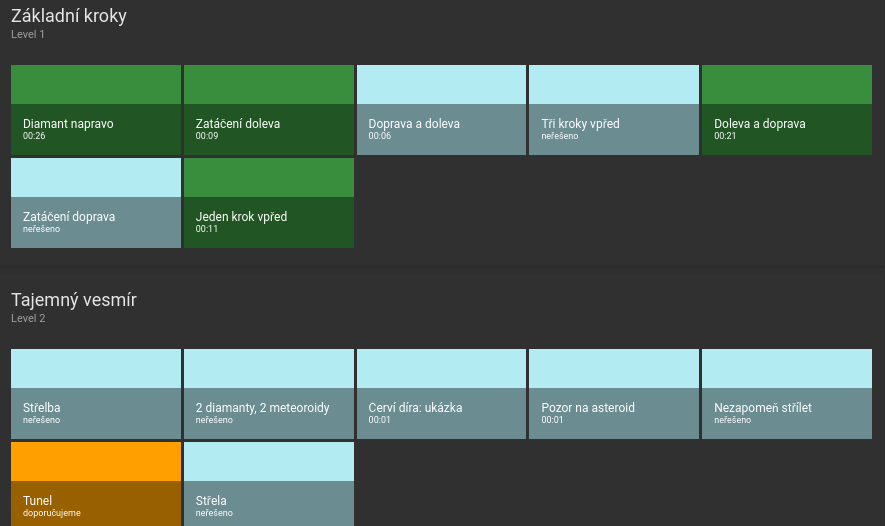 Základní kroky
Level 1
Diamant napravo
00:26
Zatáčení doleva
00:09
Doprava a doleva
00:06
Tři kroky vpřed
neřešeno
Doleva a doprava
00:21
Zatáčení doprava
neřešeno
Jeden krok vpřed
00:11
Tajemný vesmír
Level 2
Střelba
neřešeno
2 diamanty, 2 meteoroidy
neřešeno
Červí díra: ukázka
00:01
Pozor na asteroid
00:01
Nezapomeň střílet
neřešeno
Tunel
doporučujeme
Střela
neřešeno